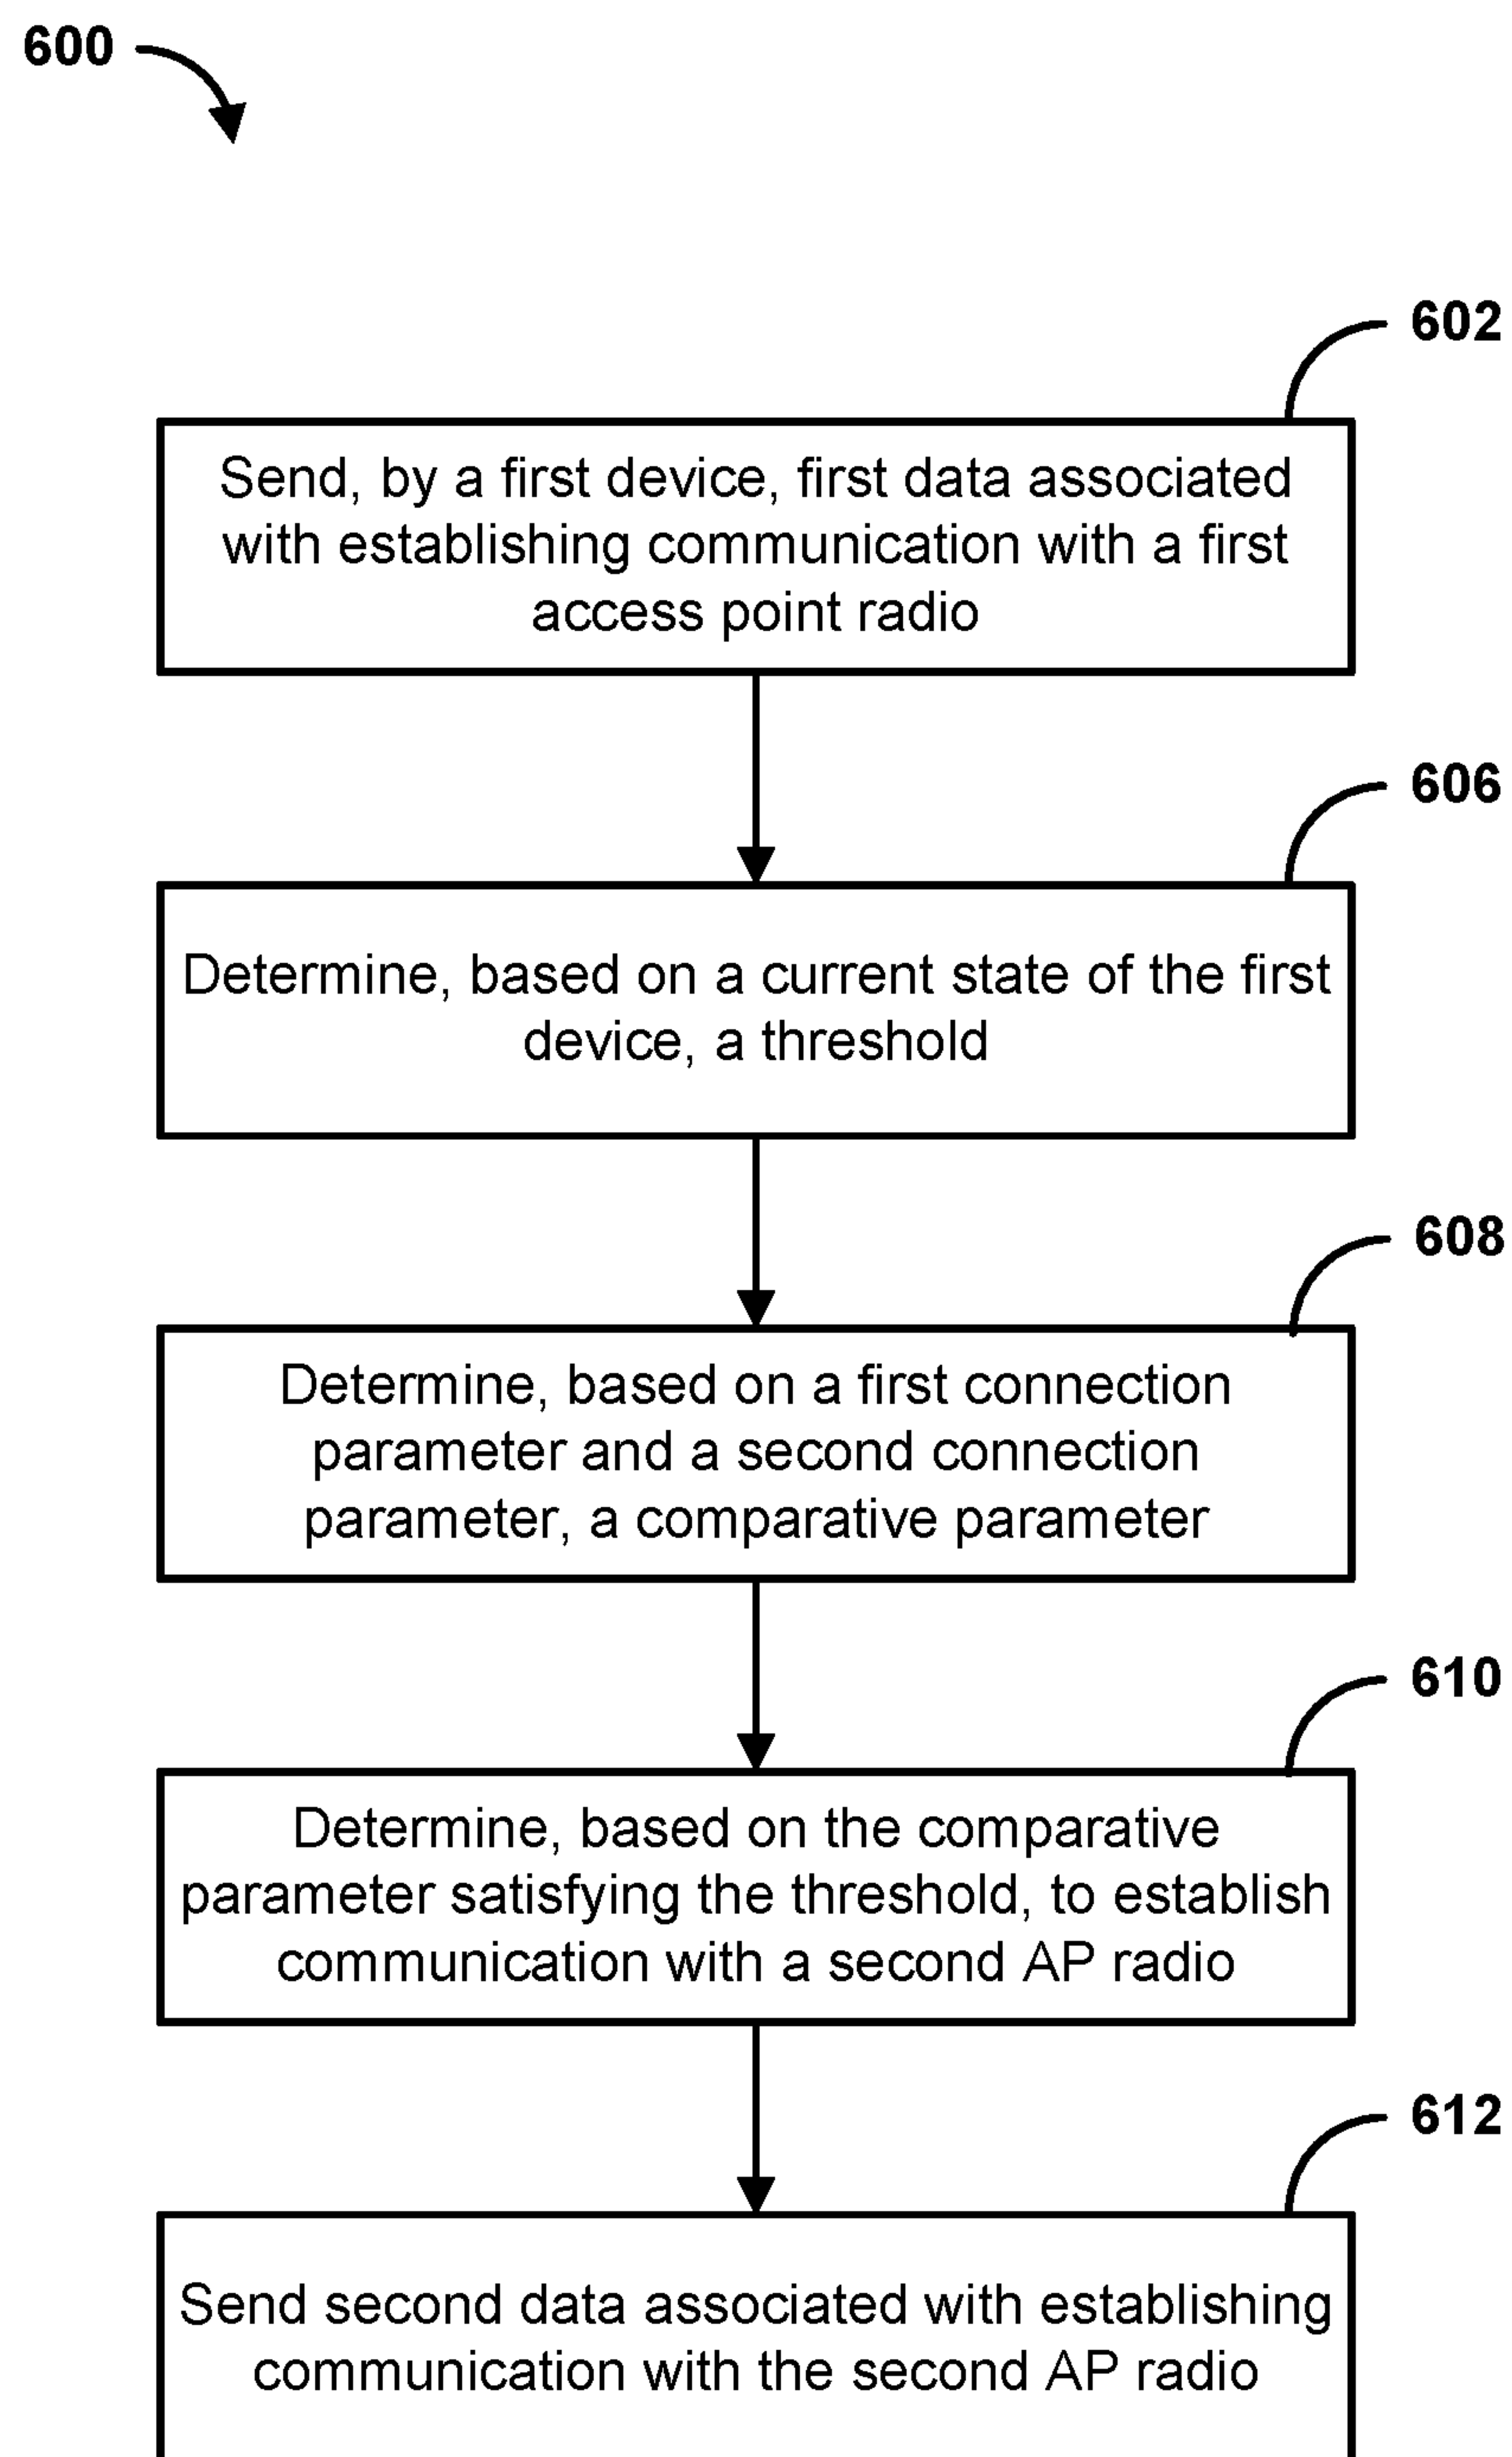 600
602
Send, by a first device, first data associated
with establishing communication with a first
access point radio
606
Determine, based on a current state of the first
device, a threshold
608
Determine, based on a first connection
parameter and a second connection
parameter, a comparative parameter
610
Determine, based on the comparative
parameter satisfying the threshold, to establish
communication with a second AP radio
612
Send second data associated with establishing
communication with the second AP radio